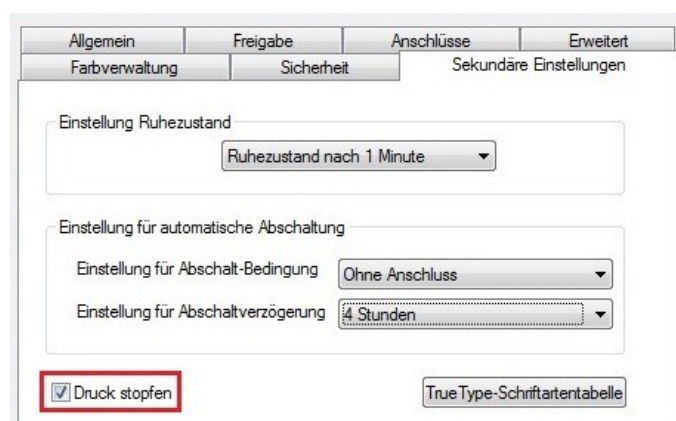 Allgemein Freigabe Anschlüsse Erweitert
Farbverwaltung Sicherheit Sekundäre Einstellungen
Einstellung Ruhezustand
Ruhezustand nach 1 Minute
Einstellung für automatische Abschaltung
Einstellung für Abschalt-Bedingung Ohne Anschluss
Einstellung für Abschaltverzögerung 4 Stunden
Druck stopfen TrueType-Schriftartentabelle